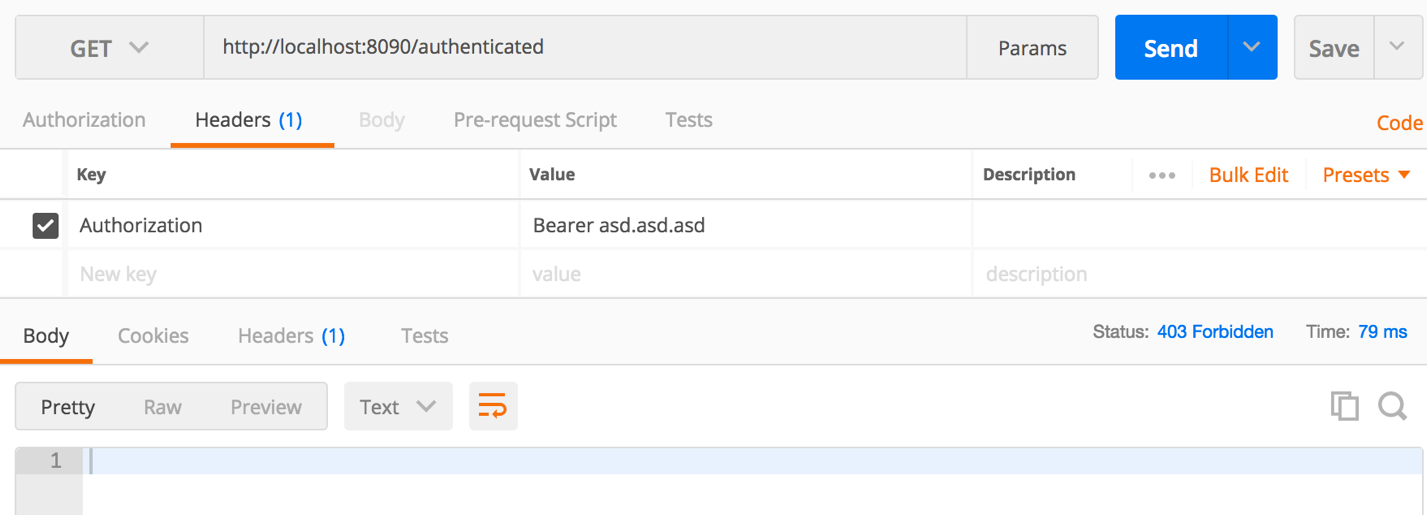 GET http://localhost:8090/authenticated Params Send Save
Authorization Headers (1) Body Pre-request Script Tests Code
Key Value Description ••• Bulk Edit Presets
Authorization Bearer asd.asd.asd
New key value description
Body Cookies Headers (1) Tests Status: 403 Forbidden Time: 79 ms
Pretty Raw Preview Text
1